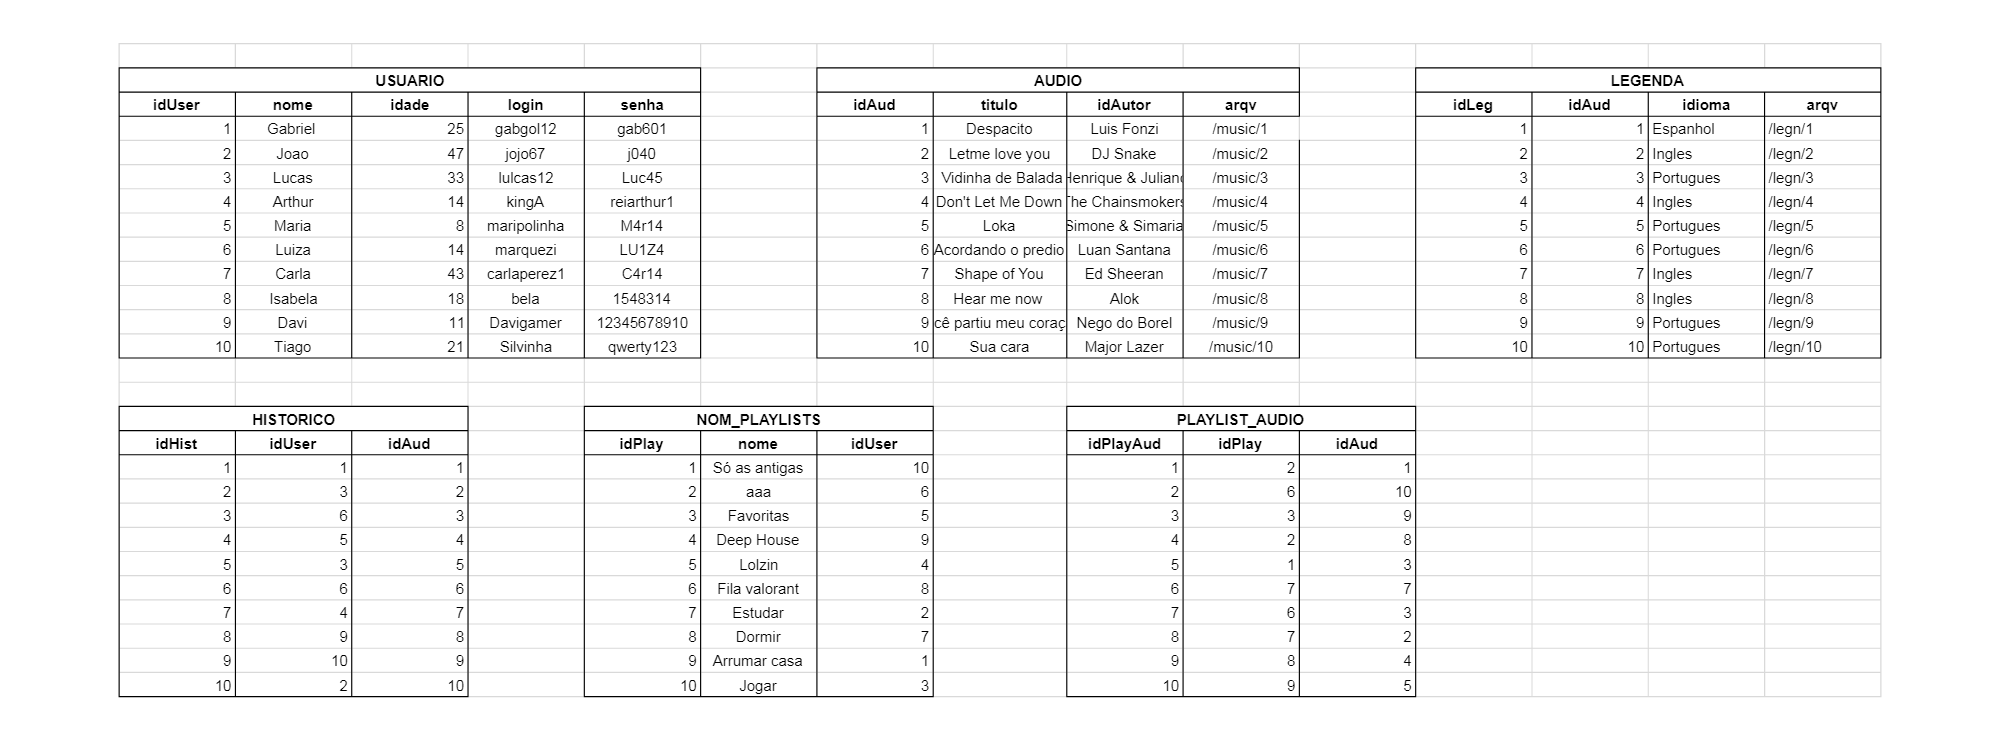 USUARIO AUDIO LEGENDA
idUser nome idade login senha idAud titulo idAutor arqv idLeg idAud idioma arqv
1 Gabriel 25 gabgol12 gab601 1 Despacito Luis Fonzi /music/1 1 1 Espanhol /legn/1
2 Joao 47 jojo67 j040 2 Letme love you DJ Snake /music/2 2 2 Ingles /legn/2
3 Lucas 33 lulcas12 Luc45 3 Vidinha de Balada Henrique & Julianc /music/3 3 3 Portugues /legn/3
4 Arthur 14 kingA reiarthur1 4 Don't Let Me Down The Chainsmokers /music/4 4 4 Ingles /legn/4
5 Maria 8 maripolinha M4r14 5 Loka Simone & Simaria /music/5 5 5 Portugues /legn/5
6 Luiza 14 marquezi LU1Z4 6 Acordando o predio Luan Santana /music/6 6 6 Portugues /legn/6
7 Carla 43 carlaperez1 C4r14 7 Shape of You Ed Sheeran /music/7 7 7 Ingles /legn/7
8 Isabela 18 bela 1548314 8 Hear me now Alok /music/8 8 8 Ingles /legn/8
9 Davi 11 Davigamer 12345678910 9 cê partiu meu coraç Nego do Borel /music/9 9 9 Portugues /legn/9
10 Tiago 21 Silvinha qwerty123 10 Sua cara Major Lazer /music/10 10 10 Portugues /legn/10
HISTORICO NOM_PLAYLISTS PLAYLIST_AUDIO
idHist idUser idAud idPlay nome idUser idPlayAud idPlay idAud
1 1 1 1 Só as antigas 10 1 2 1
2 3 2 2 aaa 6 2 6 10
3 6 3 3 Favoritas 5 3 3 9
4 5 4 4 Deep House 9 4 2 8
5 3 5 5 Lolzin 4 5 1 3
6 6 6 6 Fila valorant 8 6 7 7
7 4 7 7 Estudar 2 7 6 3
8 9 8 8 Dormir 7 8 7 2
9 10 9 9 Arrumar casa 1 9 8 4
10 2 10 10 Jogar 3 10 9 5